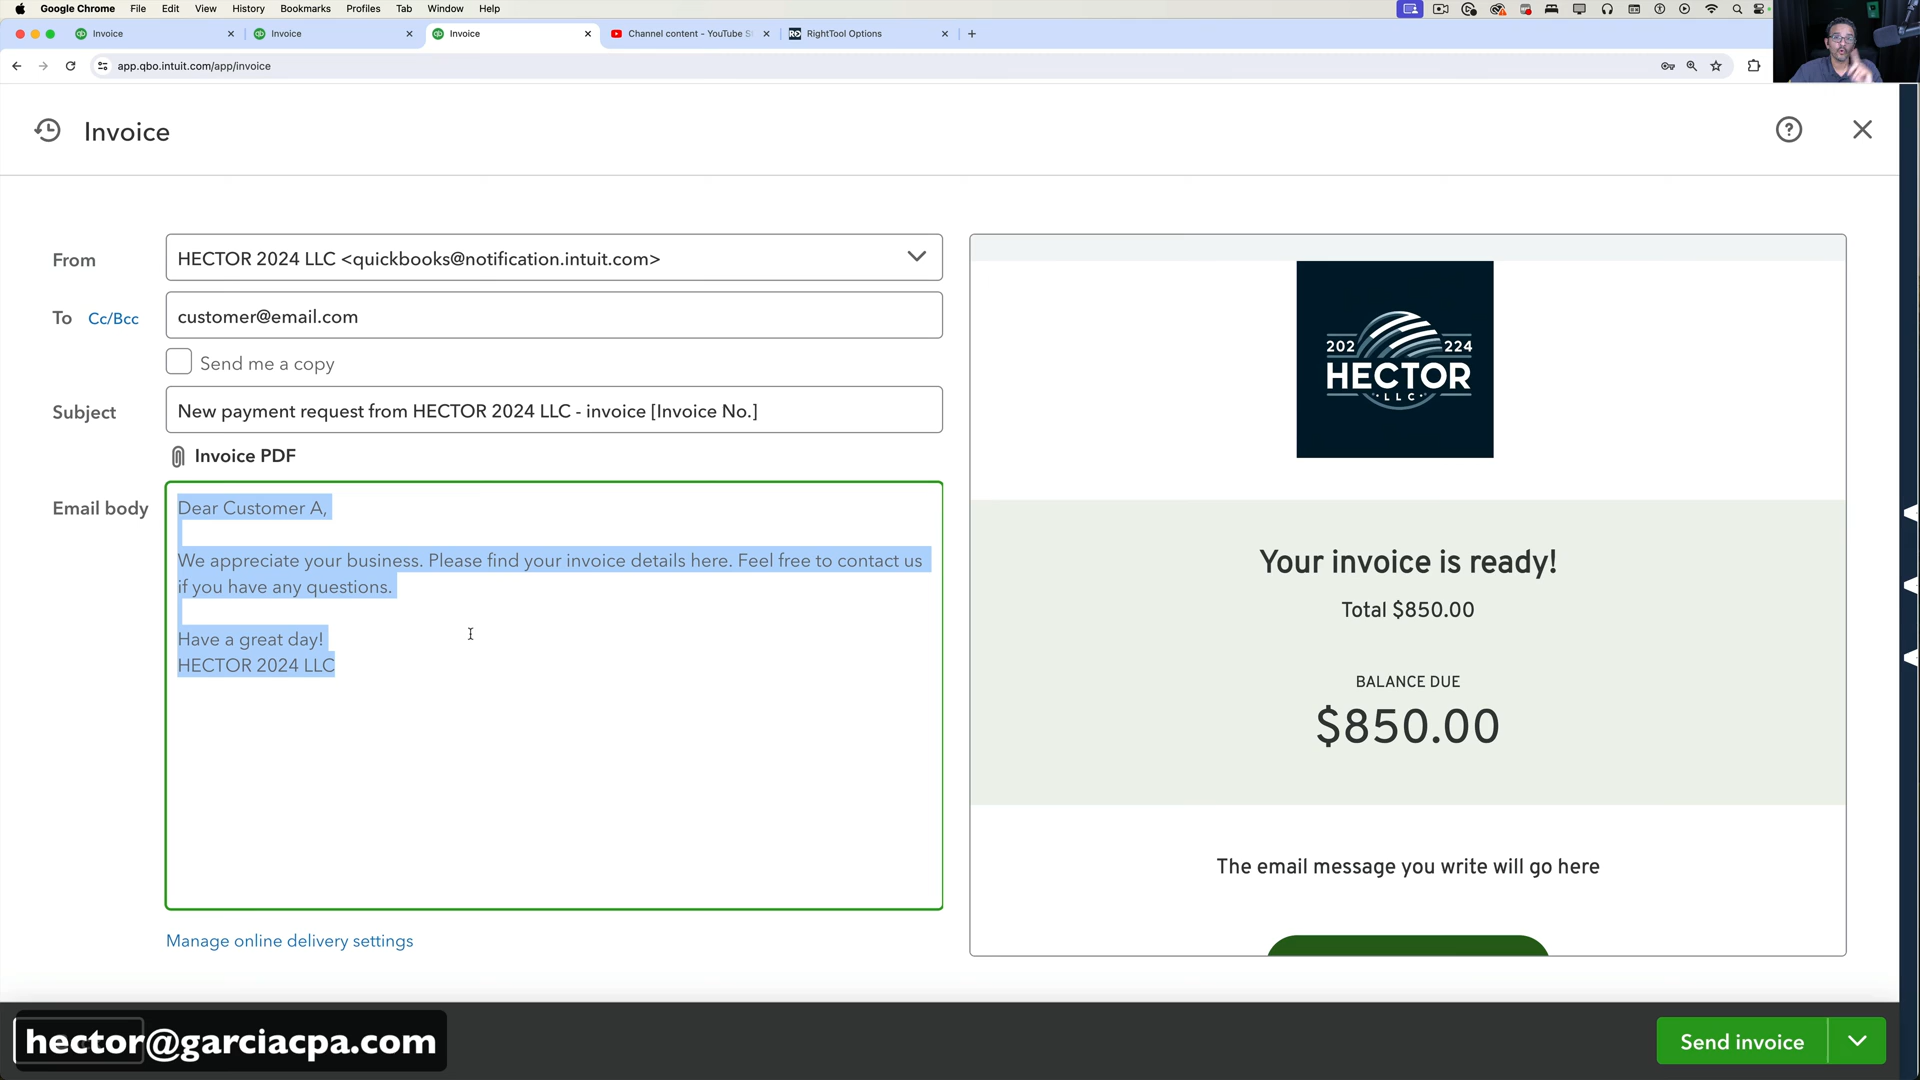 Google Chrome File Edit View History Bookmarks Profiles Tab Window Help
Invoice Invoice Invoice Channel content - YouTube S RightTool Options
app.qbo.intuit.com/app/invoice
Invoice
From HECTOR 2024 LLC <quickbooks@notification.intuit.com>
To Cc/Bcc customer@email.com
Send me a copy
Subject New payment request from HECTOR 2024 LLC - invoice [Invoice No.]
Invoice PDF
Email body
Dear Customer A,
We appreciate your business. Please find your invoice details here. Feel free to contact us
if you have any questions.
Have a great day!
HECTOR 2024 LLC
Manage online delivery settings
202 224
HECTOR
LLC
Your invoice is ready!
Total $850.00
BALANCE DUE
$850.00
The email message you write will go here
hector@garciacpa.com
Send invoice